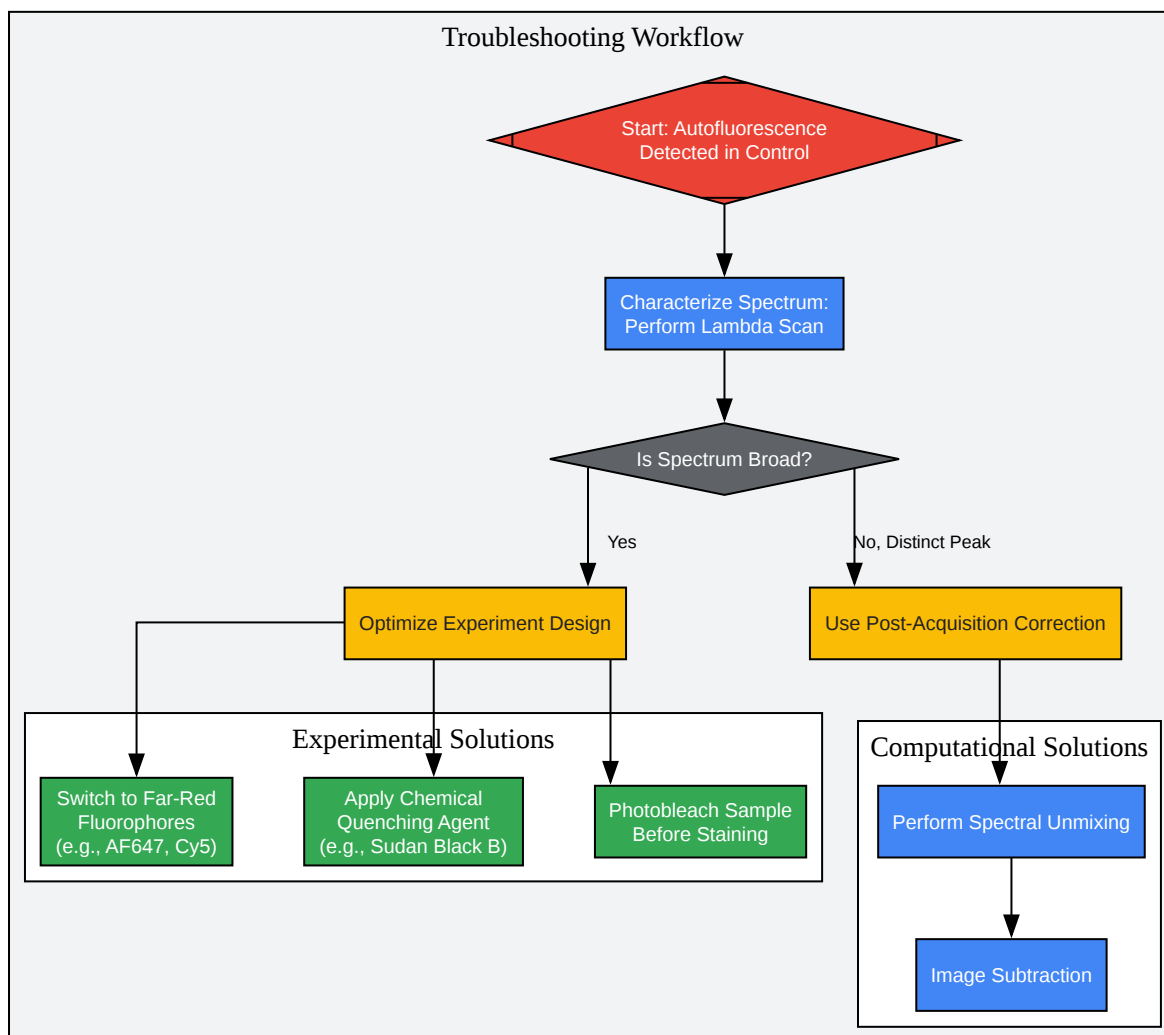 Troubleshooting Workflow
Start: Autofluorescence
Detected in Control
Characterize Spectrum:
Perform Lambda Scan
Is Spectrum Broad?
Yes
No, Distinct Peak
Optimize Experiment Design
Use Post-Acquisition Correction
Experimental Solutions
Computational Solutions
Switch to Far-Red
Fluorophores
(e.g., AF647, Cy5)
Apply Chemical
Quenching Agent
(e.g., Sudan Black B)
Photobleach Sample
Before Staining
Perform Spectral Unmixing
Image Subtraction